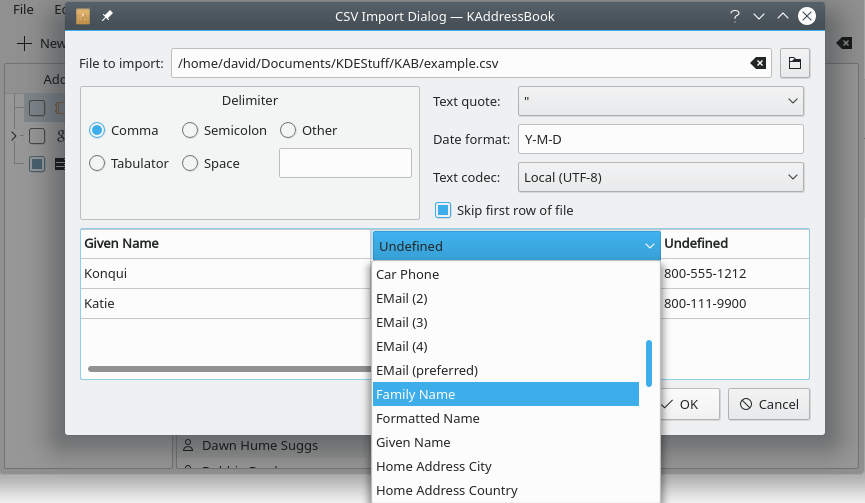 File
CSV Import Dialog — KAddressBook
New
File to import:
/home/david/Documents/KDEStuff/KAB/example.csv
Delimiter
Comma
Semicolon
Other
Tabulator
Space
Text quote:
"
Date format:
Y-M-D
Text codec:
Local (UTF-8)
Skip first row of file
Given Name
Undefined
Undefined
Konqui
800-555-1212
Katie
800-111-9900
Car Phone
EMail (2)
EMail (3)
EMail (4)
EMail (preferred)
Family Name
Formatted Name
Given Name
Home Address City
Home Address Country
OK
Cancel
Dawn Hume Suggs